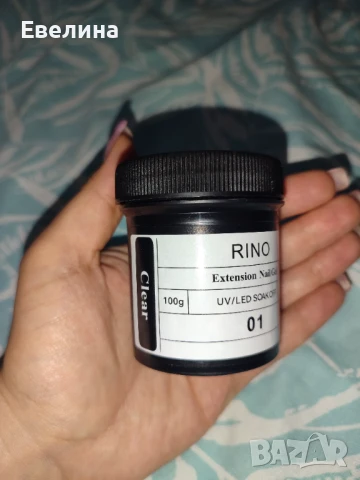 Евелина
RINO
Extension Nail Gel
Clear
100g
UV/LED SOAK OFF
01
BAZAR